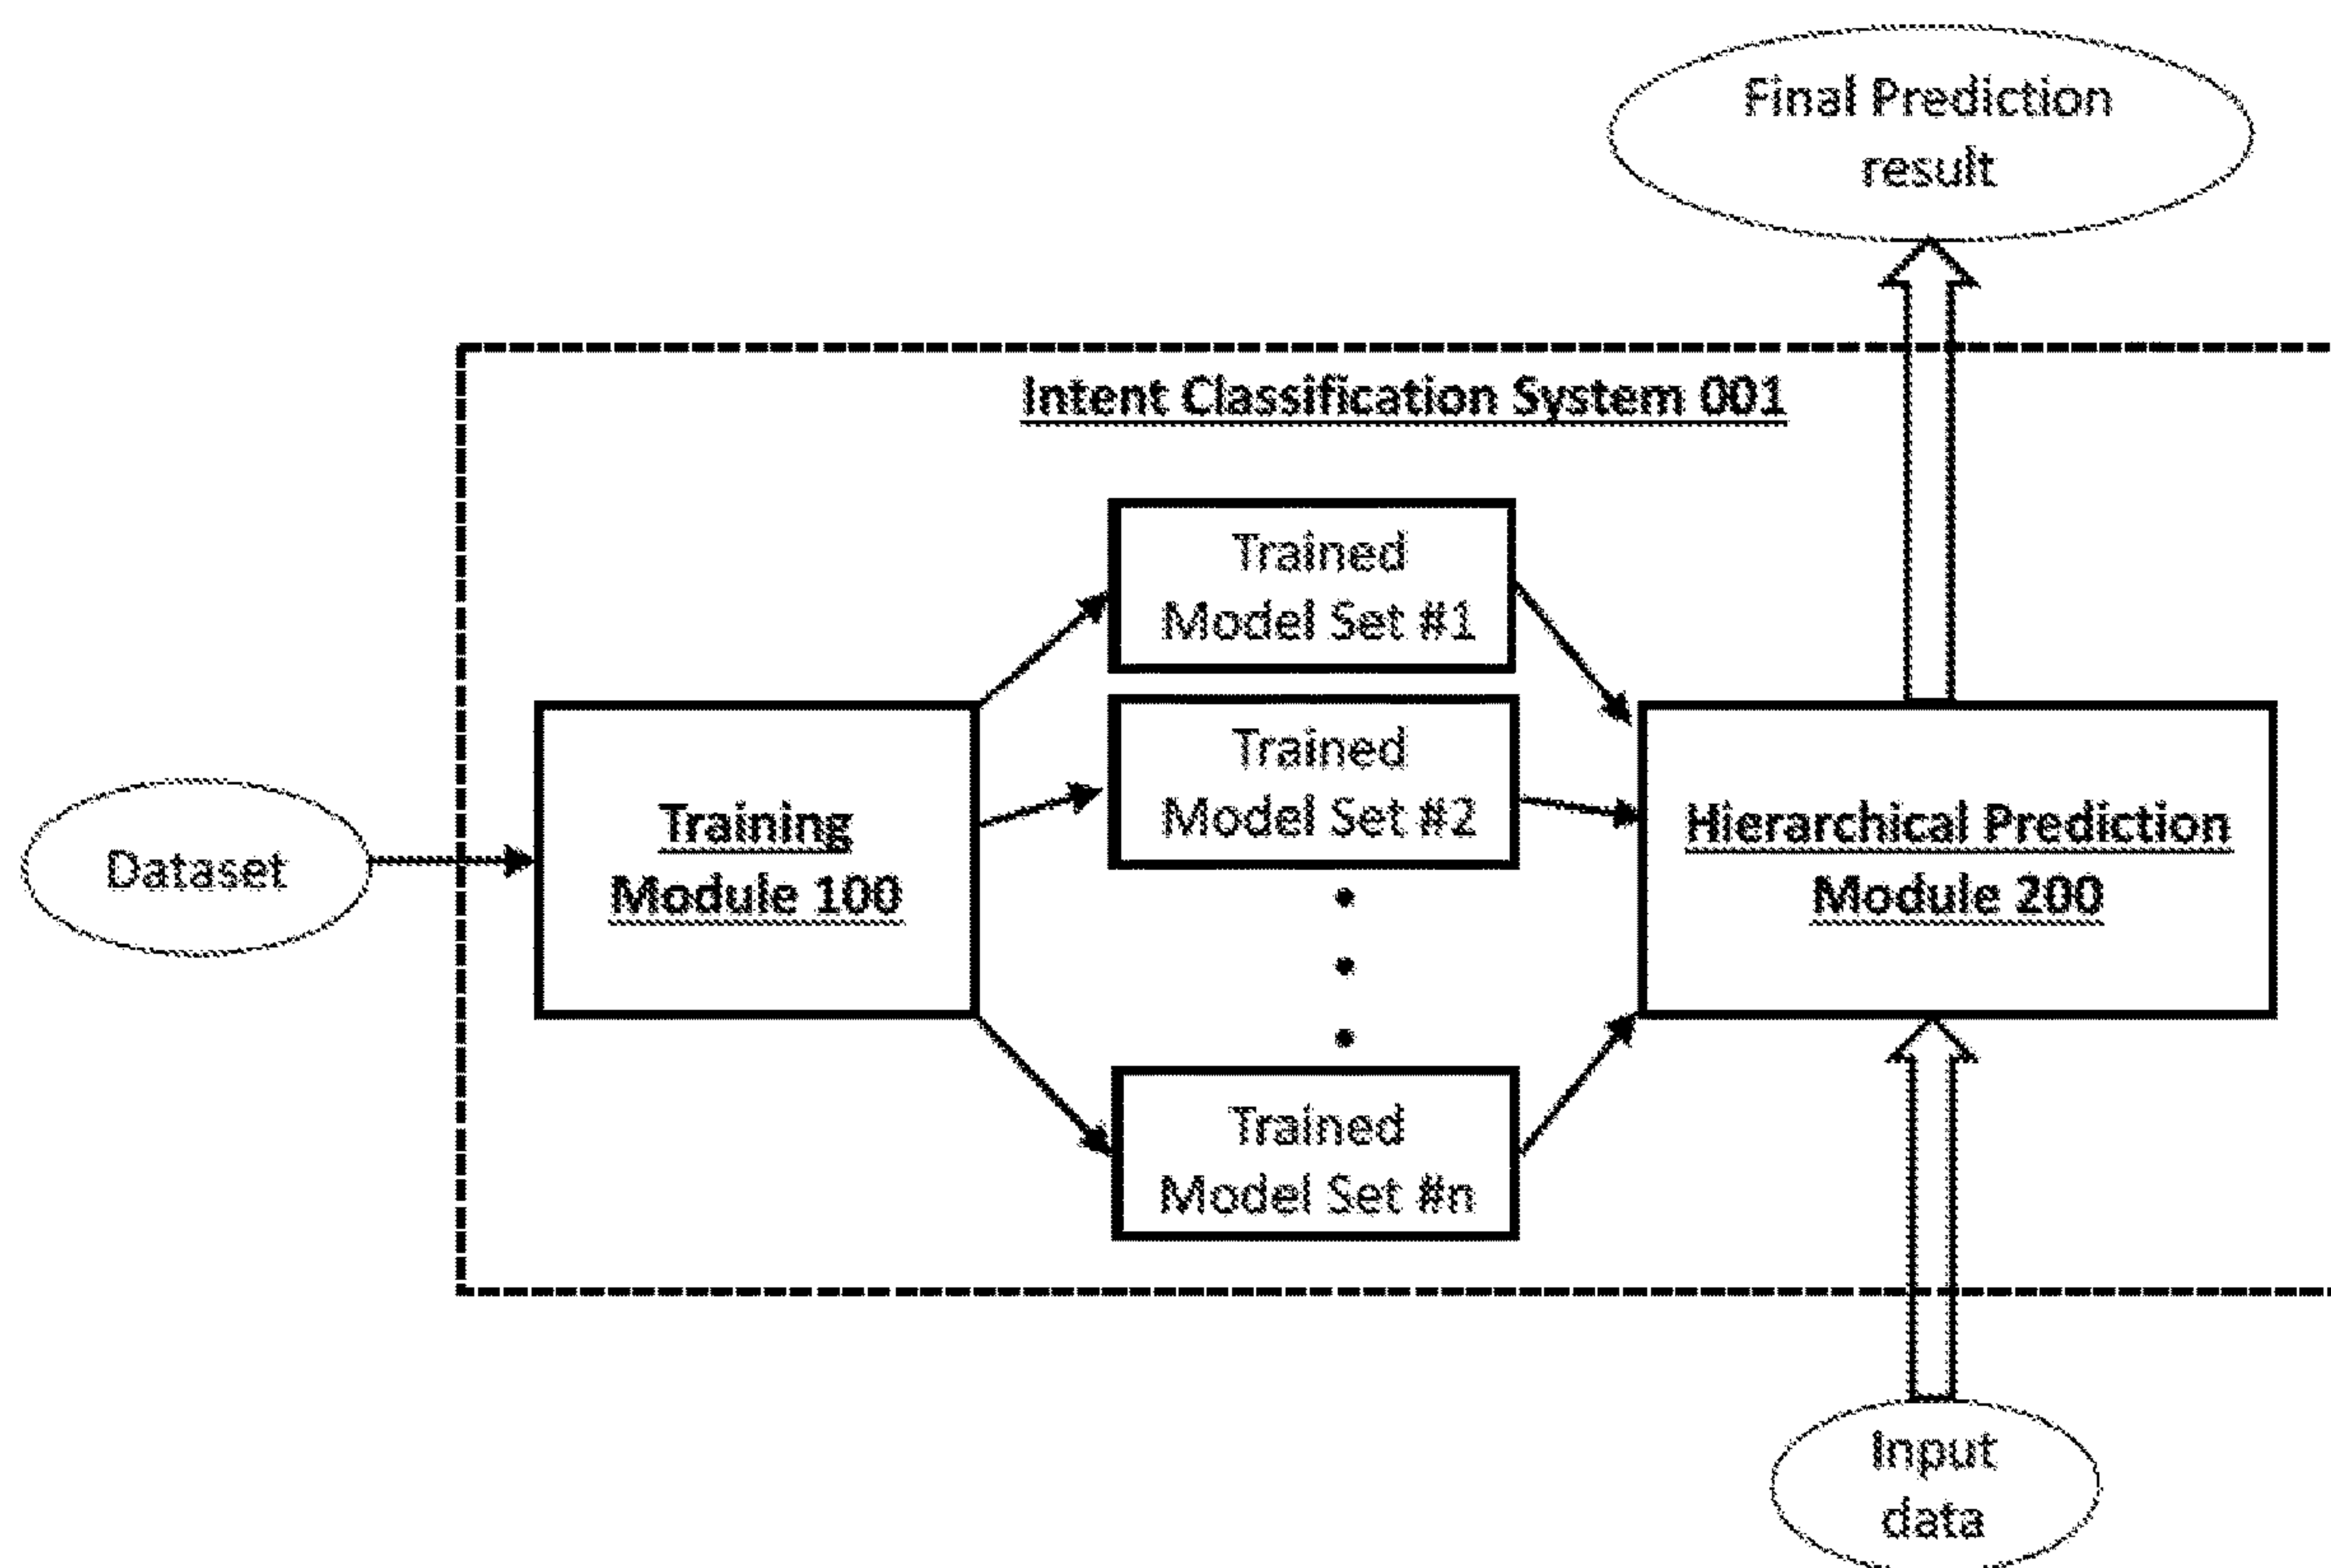 Final Prediction
result
Intent Classification System 001
Trained
Model Set #1
Trained
Model Set #2
Training
Module 100
Dataset
Hierarchical Prediction
Module 200
Trained
Model Set #n
Input
data